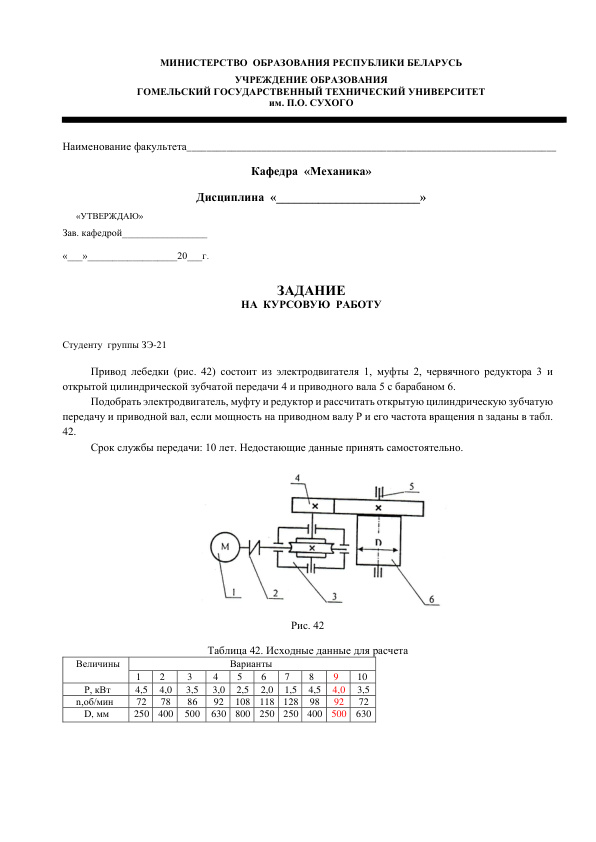 МИНИСТЕРСТВО ОБРАЗОВАНИЯ РЕСПУБЛИКИ БЕЛАРУСЬ
УЧРЕЖДЕНИЕ ОБРАЗОВАНИЯ
ГОМЕЛЬСКИЙ ГОСУДАРСТВЕННЫЙ ТЕХНИЧЕСКИЙ УНИВЕРСИТЕТ
им. П.О. СУХОГО
Наименование факультета____________________
Кафедра «Механика»
Дисциплина «____________________»
«УТВЕРЖДАЮ»
Зав. кафедрой__________________
«___»__________________20___г.
ЗАДАНИЕ
НА КУРСОВУЮ РАБОТУ
Студенту группы ЗЭ-21
Привод лебедки (рис. 42) состоит из электродвигателя 1, муфты 2, червячного редуктора 3 и
открытой цилиндрической зубчатой передачи 4 и приводного вала 5 с барабаном 6.
Подобрать электродвигатель, муфту и редуктор и рассчитать открытую цилиндрическую зубчатую
передачу и приводной вал, если мощность на приводном валу Р и его частота вращения n заданы в табл.
42.
Срок службы передачи: 10 лет. Недостающие данные принять самостоятельно.
4 5
D
М
1 2 3 6
Рис. 42
Таблица 42. Исходные данные для расчета
Величины Варианты
1 2 3 4 5 6 7 8 9 10
Р, кВт 4,5 4,0 3,5 3,0 2,5 2,0 1,5 4,5 4,0 3,5
n,об/мин 72 78 86 92 108 118 128 98 92 72
D, мм 250 400 500 630 800 250 250 400 500 630